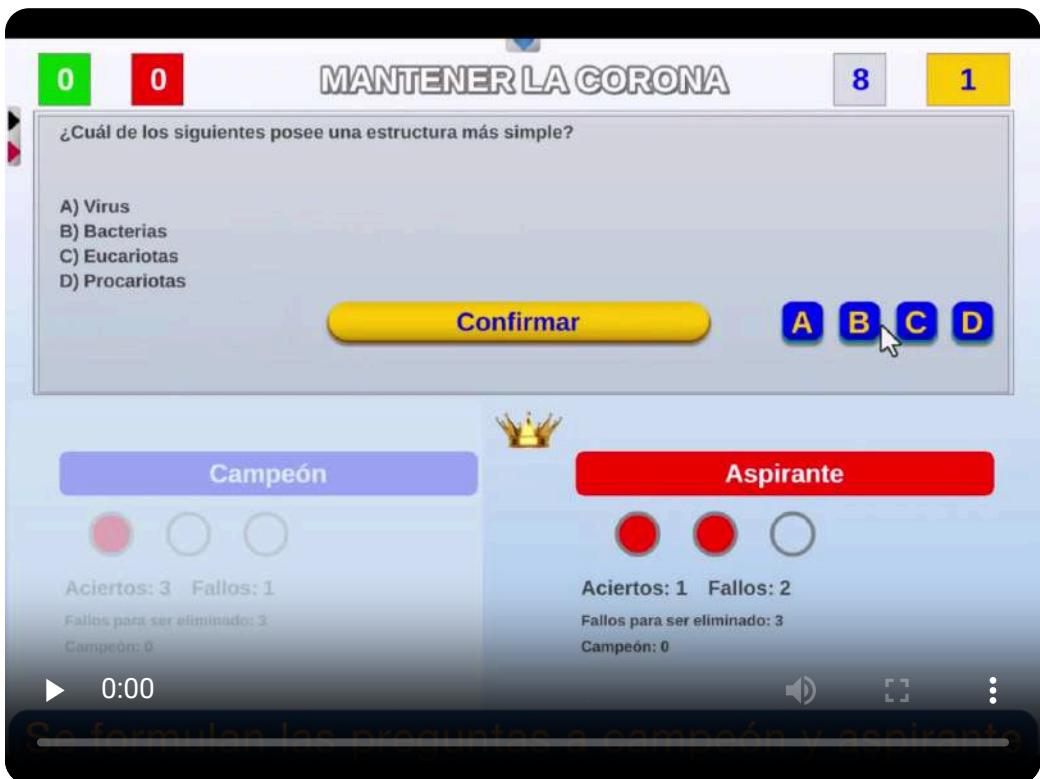 0 0 MANTENER LA CORONA 8 1
¿Cuál de los siguientes posee una estructura más simple?
A) Virus
B) Bacterias
C) Eucariotas
D) Procariotas
Confirmar A B C D
Campeón
Aciertos: 3 Fallos: 1
Fallos para ser eliminado: 3
Campeón: 0
Aspirante
Aciertos: 1 Fallos: 2
Fallos para ser eliminado: 3
Campeón: 0
0:00
Se formulan las preguntas a campeón y aspirante